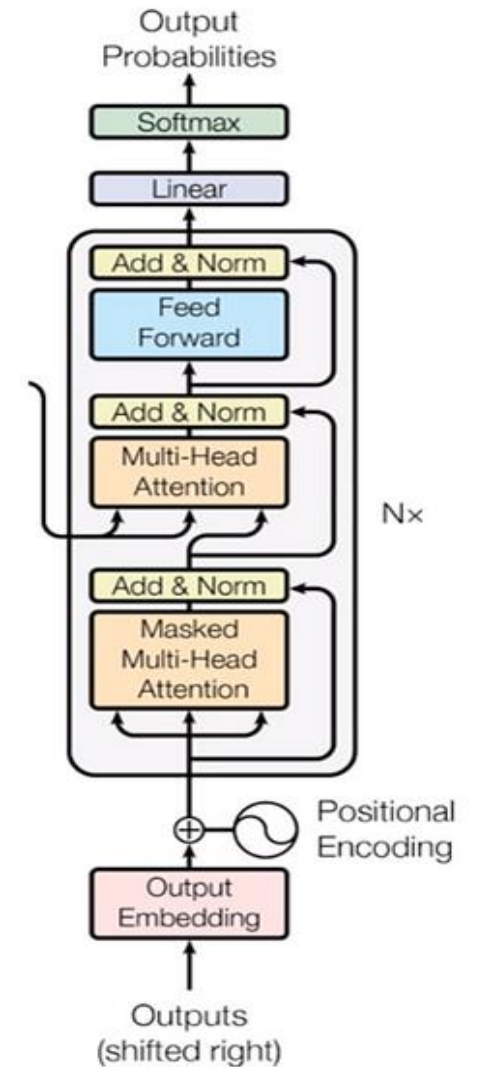 Output
Probabilities
Softmax
Linear
Add & Norm
Feed
Forward
Add & Norm
Multi-Head
Attention
N×
Add & Norm
Masked
Multi-Head
Attention
Positional
Encoding
Output
Embedding
Outputs
(shifted right)